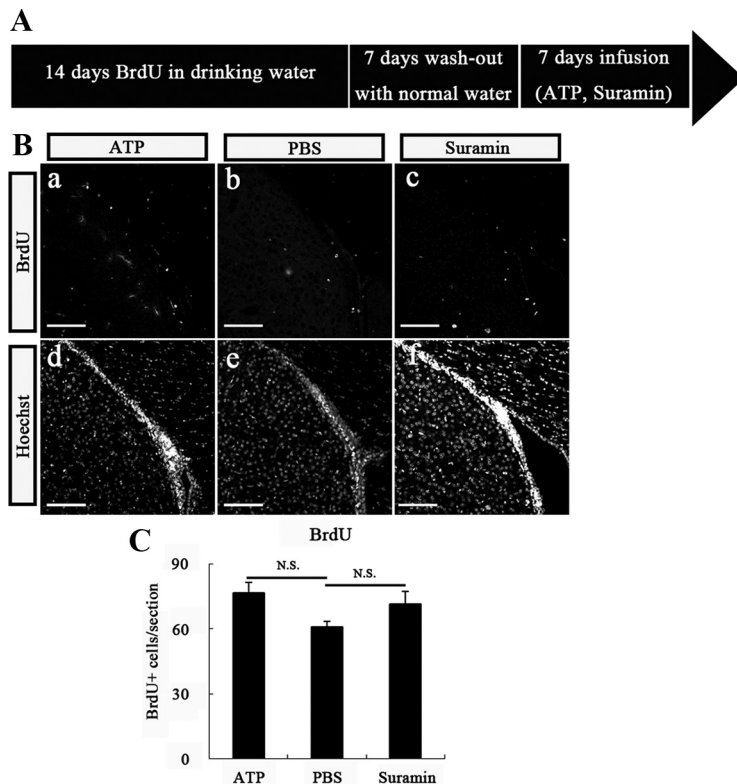 A
14 days BrdU in drinking water
7 days wash-out
with normal water
7 days infusion
(ATP, Suramin)
B
ATP
PBS
Suramin
BrdU
a
b
c
Hoechst
d
e
f
C
BrdU
BrdU+ cells/section
90
60
30
0
N.S.
N.S.
ATP
PBS
Suramin